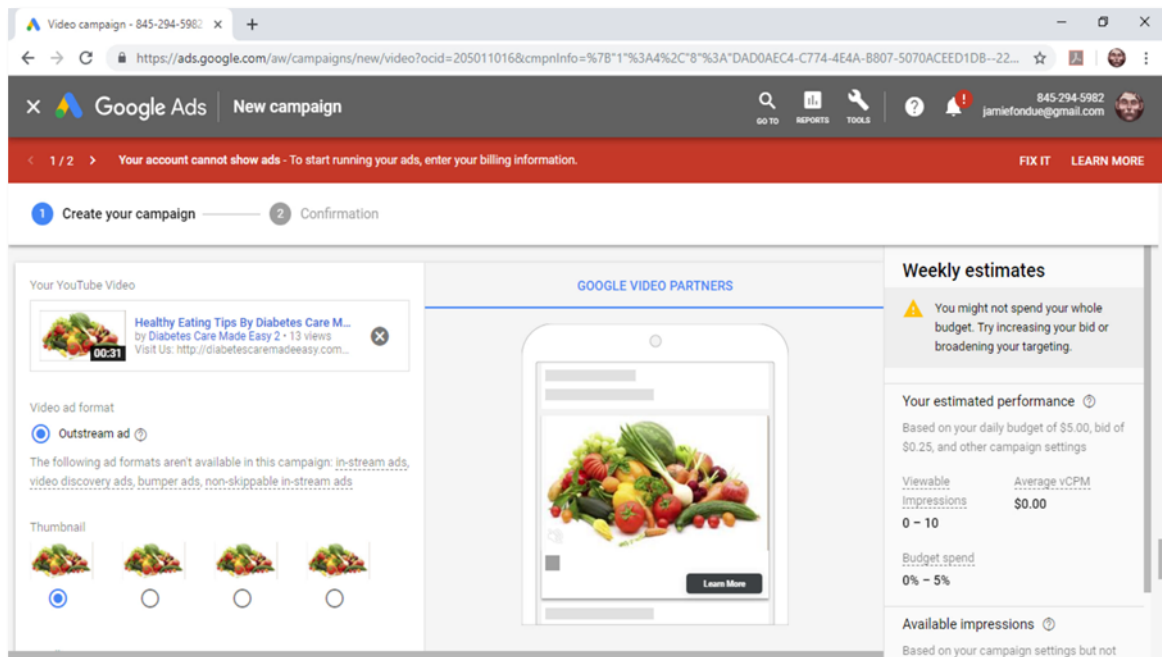 Video campaign - 845-294-5982
https://ads.google.com/aw/campaigns/new/video?ocid=205011016&cmpnInfo=%7B"1"%3A4%2C"8"%3A"DAD0AEC4-C774-4E4A-B807-5070ACEED1DB--22...
Google Ads New campaign
GO TO REPORTS TOOLS
845-294-5982
jamiefondue@gmail.com
1 / 2 Your account cannot show ads - To start running your ads, enter your billing information. FIX IT LEARN MORE
1 Create your campaign 2 Confirmation
Your YouTube Video
Healthy Eating Tips By Diabetes Care M...
by Diabetes Care Made Easy 2 • 13 views
Visit Us: http://diabetescaremadeeasy.com...
00:31
Video ad format
Outstream ad
The following ad formats aren't available in this campaign: in-stream ads,
video discovery ads, bumper ads, non-skippable in-stream ads
Thumbnail
GOOGLE VIDEO PARTNERS
Learn More
Weekly estimates
You might not spend your whole
budget. Try increasing your bid or
broadening your targeting.
Your estimated performance
Based on your daily budget of $5.00, bid of
$0.25, and other campaign settings
Viewable
Impressions
0 – 10
Average vCPM
$0.00
Budget spend
0% – 5%
Available impressions
Based on your campaign settings but not